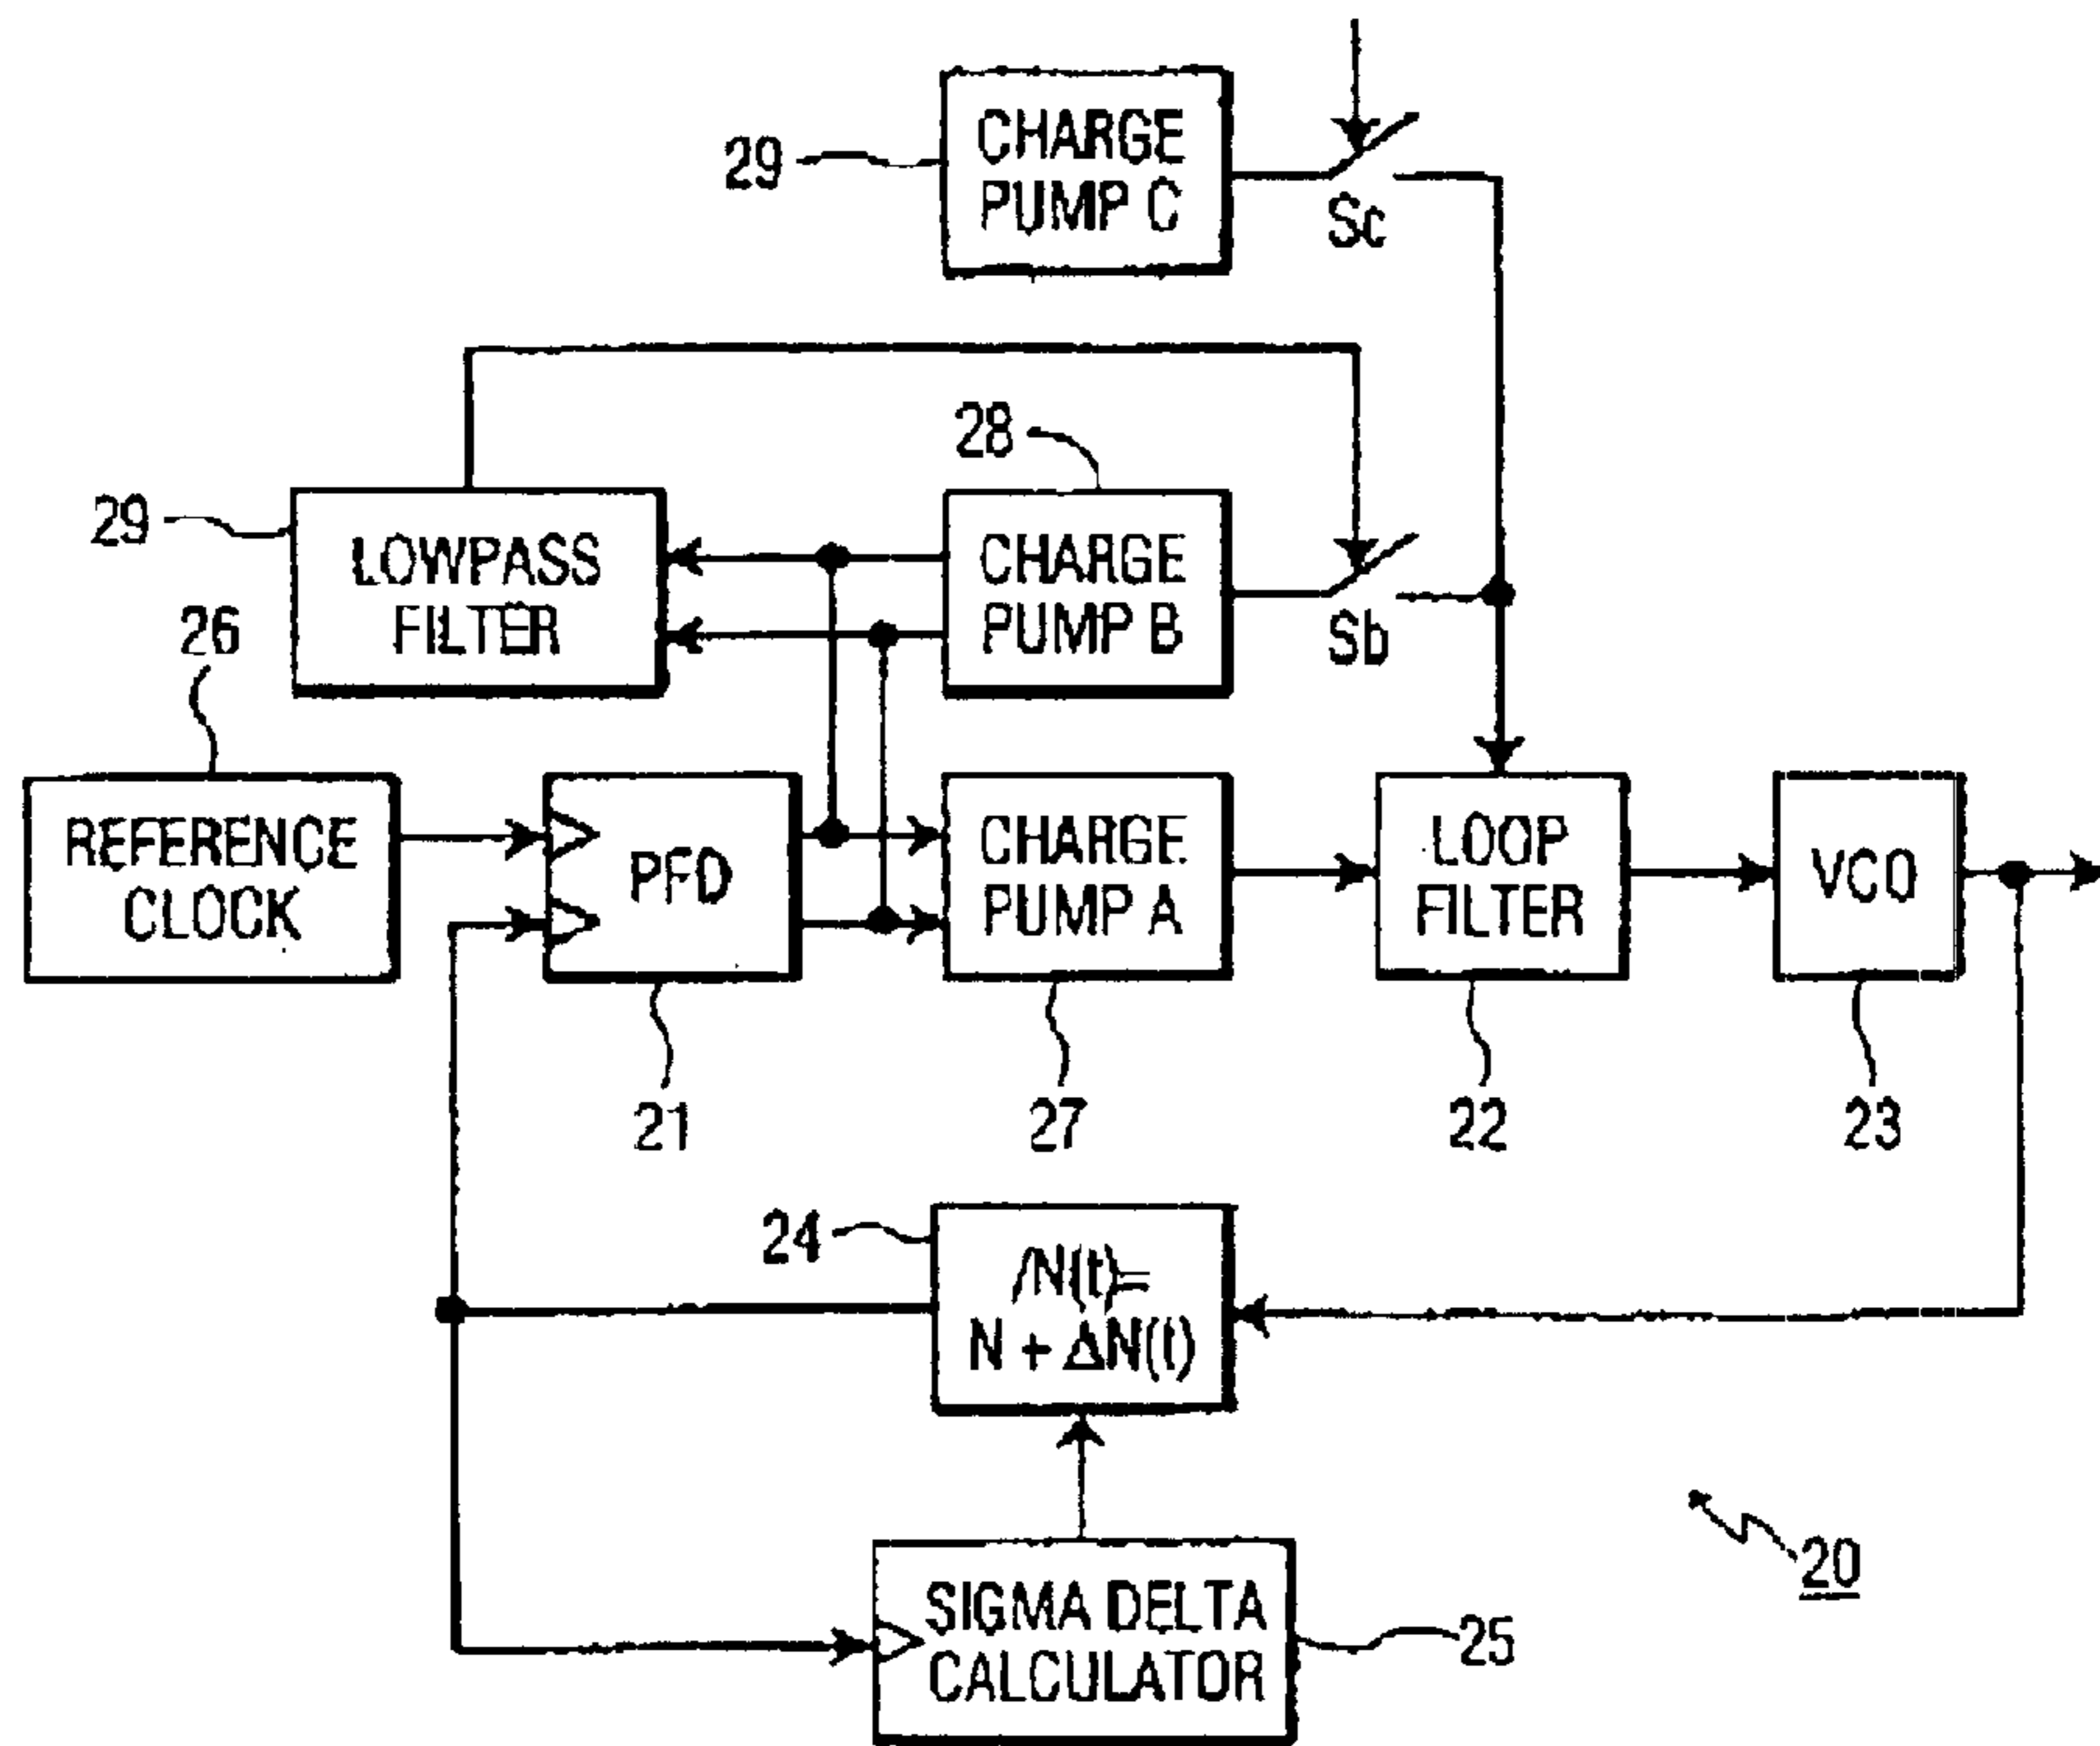 CHARGE
PUMP C
29
Sc
28
29
LOWPASS
FILTER
CHARGE
PUMP B
Sb
26
REFERENCE
CLOCK
PFD
CHARGE
PUMP A
LOOP
FILTER
VCO
21
27
22
23
24
/N(t)=
N + ΔN(t)
20
SIGMA DELTA
CALCULATOR
25